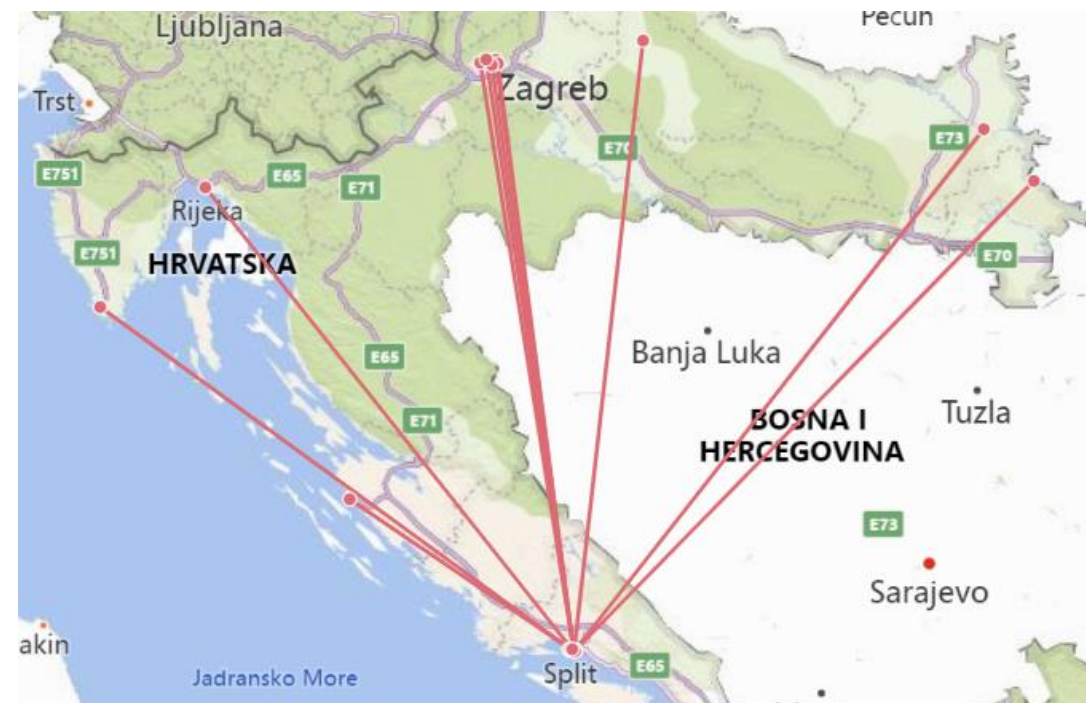 Ljubljana
Pečuh
Trst
Zagreb
E70
E73
E751
E65
E71
Rijeka
E751
HRVATSKA
E70
Banja Luka
E65
Tuzla
E71
BOSNA I
HERCEGOVINA
E73
Sarajevo
akin
Split
E65
Jadransko More